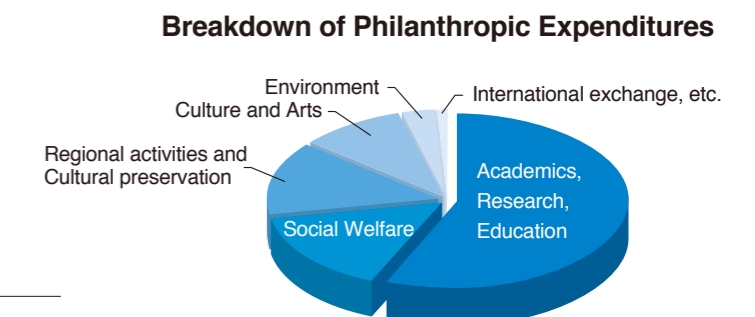 Breakdown of Philanthropic Expenditures
Environment
Culture and Arts
International exchange, etc.
Regional activities and
Cultural preservation
Academics,
Research,
Education
Social Welfare